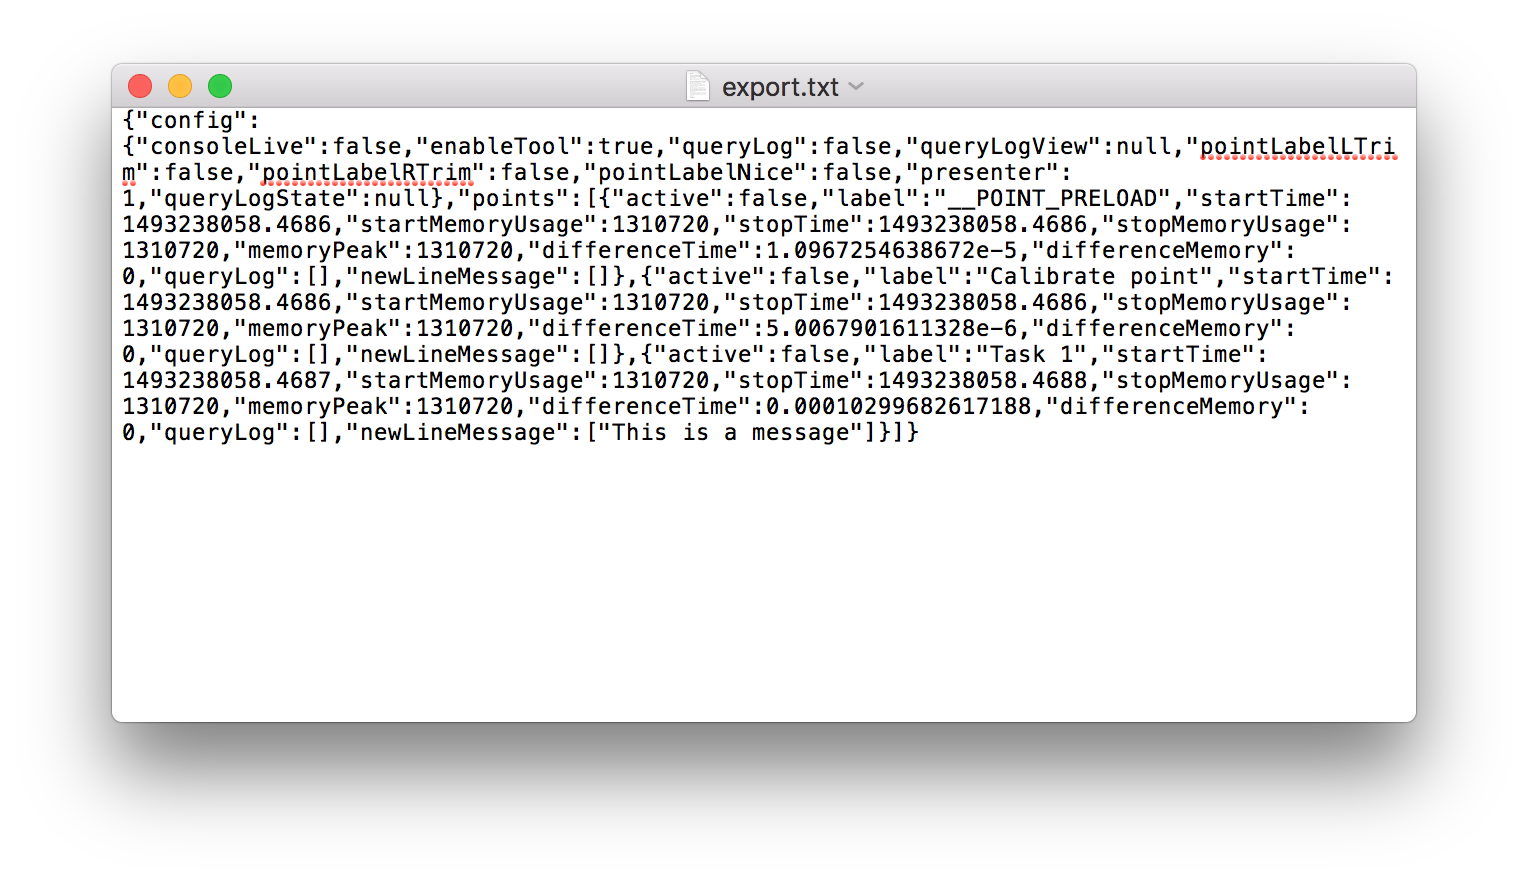 export.txt
{"config":
{"consoleLive":false,"enableTool":true,"queryLog":false,"queryLogView":null,"pointLabelLTri
m":false,"pointLabelRTrim":false,"pointLabelNice":false,"presenter":
1,"queryLogState":null},"points":[{"active":false,"label":"__POINT_PRELOAD","startTime":
1493238058.4686,"startMemoryUsage":1310720,"stopTime":1493238058.4686,"stopMemoryUsage":
1310720,"memoryPeak":1310720,"differenceTime":1.0967254638672e-5,"differenceMemory":
0,"queryLog":[],"newLineMessage":[]},{"active":false,"label":"Calibrate point","startTime":
1493238058.4686,"startMemoryUsage":1310720,"stopTime":1493238058.4686,"stopMemoryUsage":
1310720,"memoryPeak":1310720,"differenceTime":5.0067901611328e-6,"differenceMemory":
0,"queryLog":[],"newLineMessage":[]},{"active":false,"label":"Task 1","startTime":
1493238058.4687,"startMemoryUsage":1310720,"stopTime":1493238058.4688,"stopMemoryUsage":
1310720,"memoryPeak":1310720,"differenceTime":0.00010299682617188,"differenceMemory":
0,"queryLog":[],"newLineMessage":["This is a message"]}]}